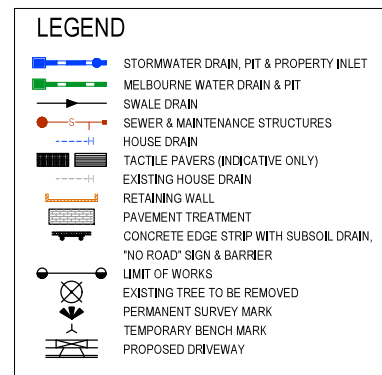 LEGEND
STORMWATER DRAIN, PIT & PROPERTY INLET
MELBOURNE WATER DRAIN & PIT
SWALE DRAIN
S
SEWER & MAINTENANCE STRUCTURES
H
HOUSE DRAIN
TACTILE PAVERS (INDICATIVE ONLY)
H
EXISTING HOUSE DRAIN
RETAINING WALL
PAVEMENT TREATMENT
CONCRETE EDGE STRIP WITH SUBSOIL DRAIN,
"NO ROAD" SIGN & BARRIER
LIMIT OF WORKS
EXISTING TREE TO BE REMOVED
PERMANENT SURVEY MARK
TEMPORARY BENCH MARK
PROPOSED DRIVEWAY